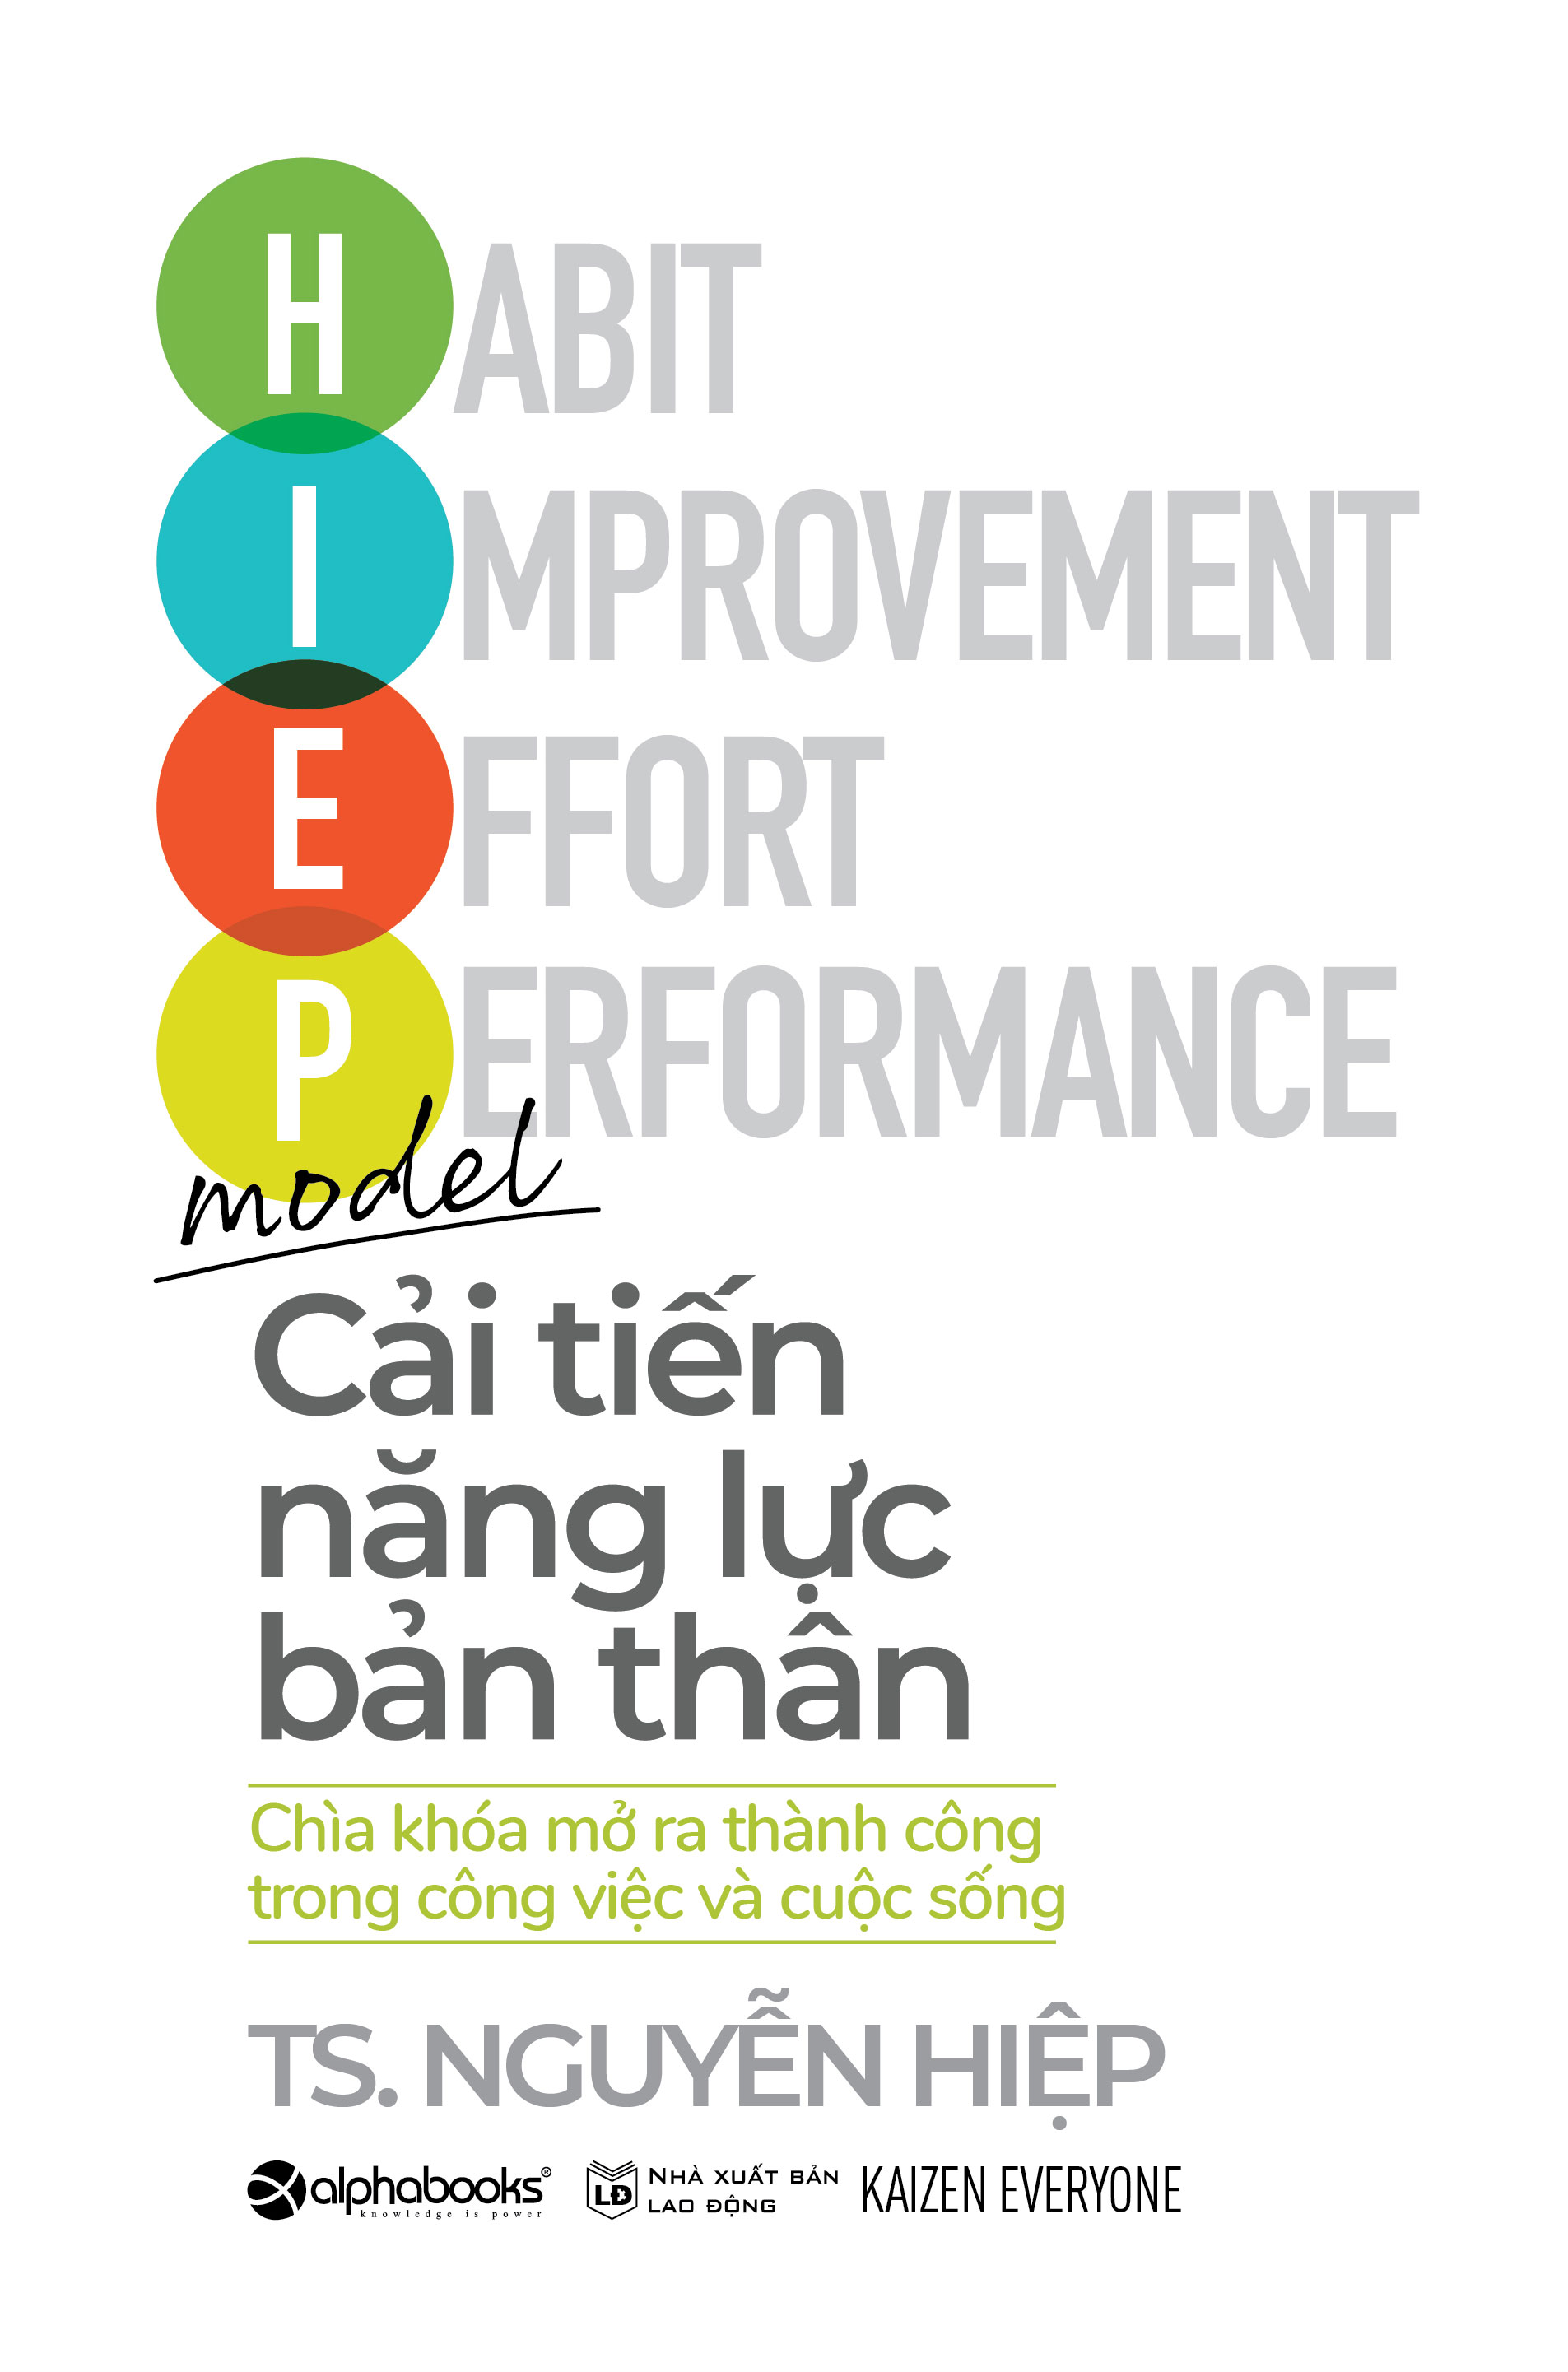 HABIT
IMPROVEMENT
EFFORT
PERFORMANCE
model
Cải tiến
năng lực
bản thân
Chìa khóa mở ra thành công
trong công việc và cuộc sống
TS. NGUYỄN HIỆP
alphabooks®
knowledge is power
LĐ
NHÀ XUẤT BẢN
LAO ĐỘNG
KAIZEN EVERYONE